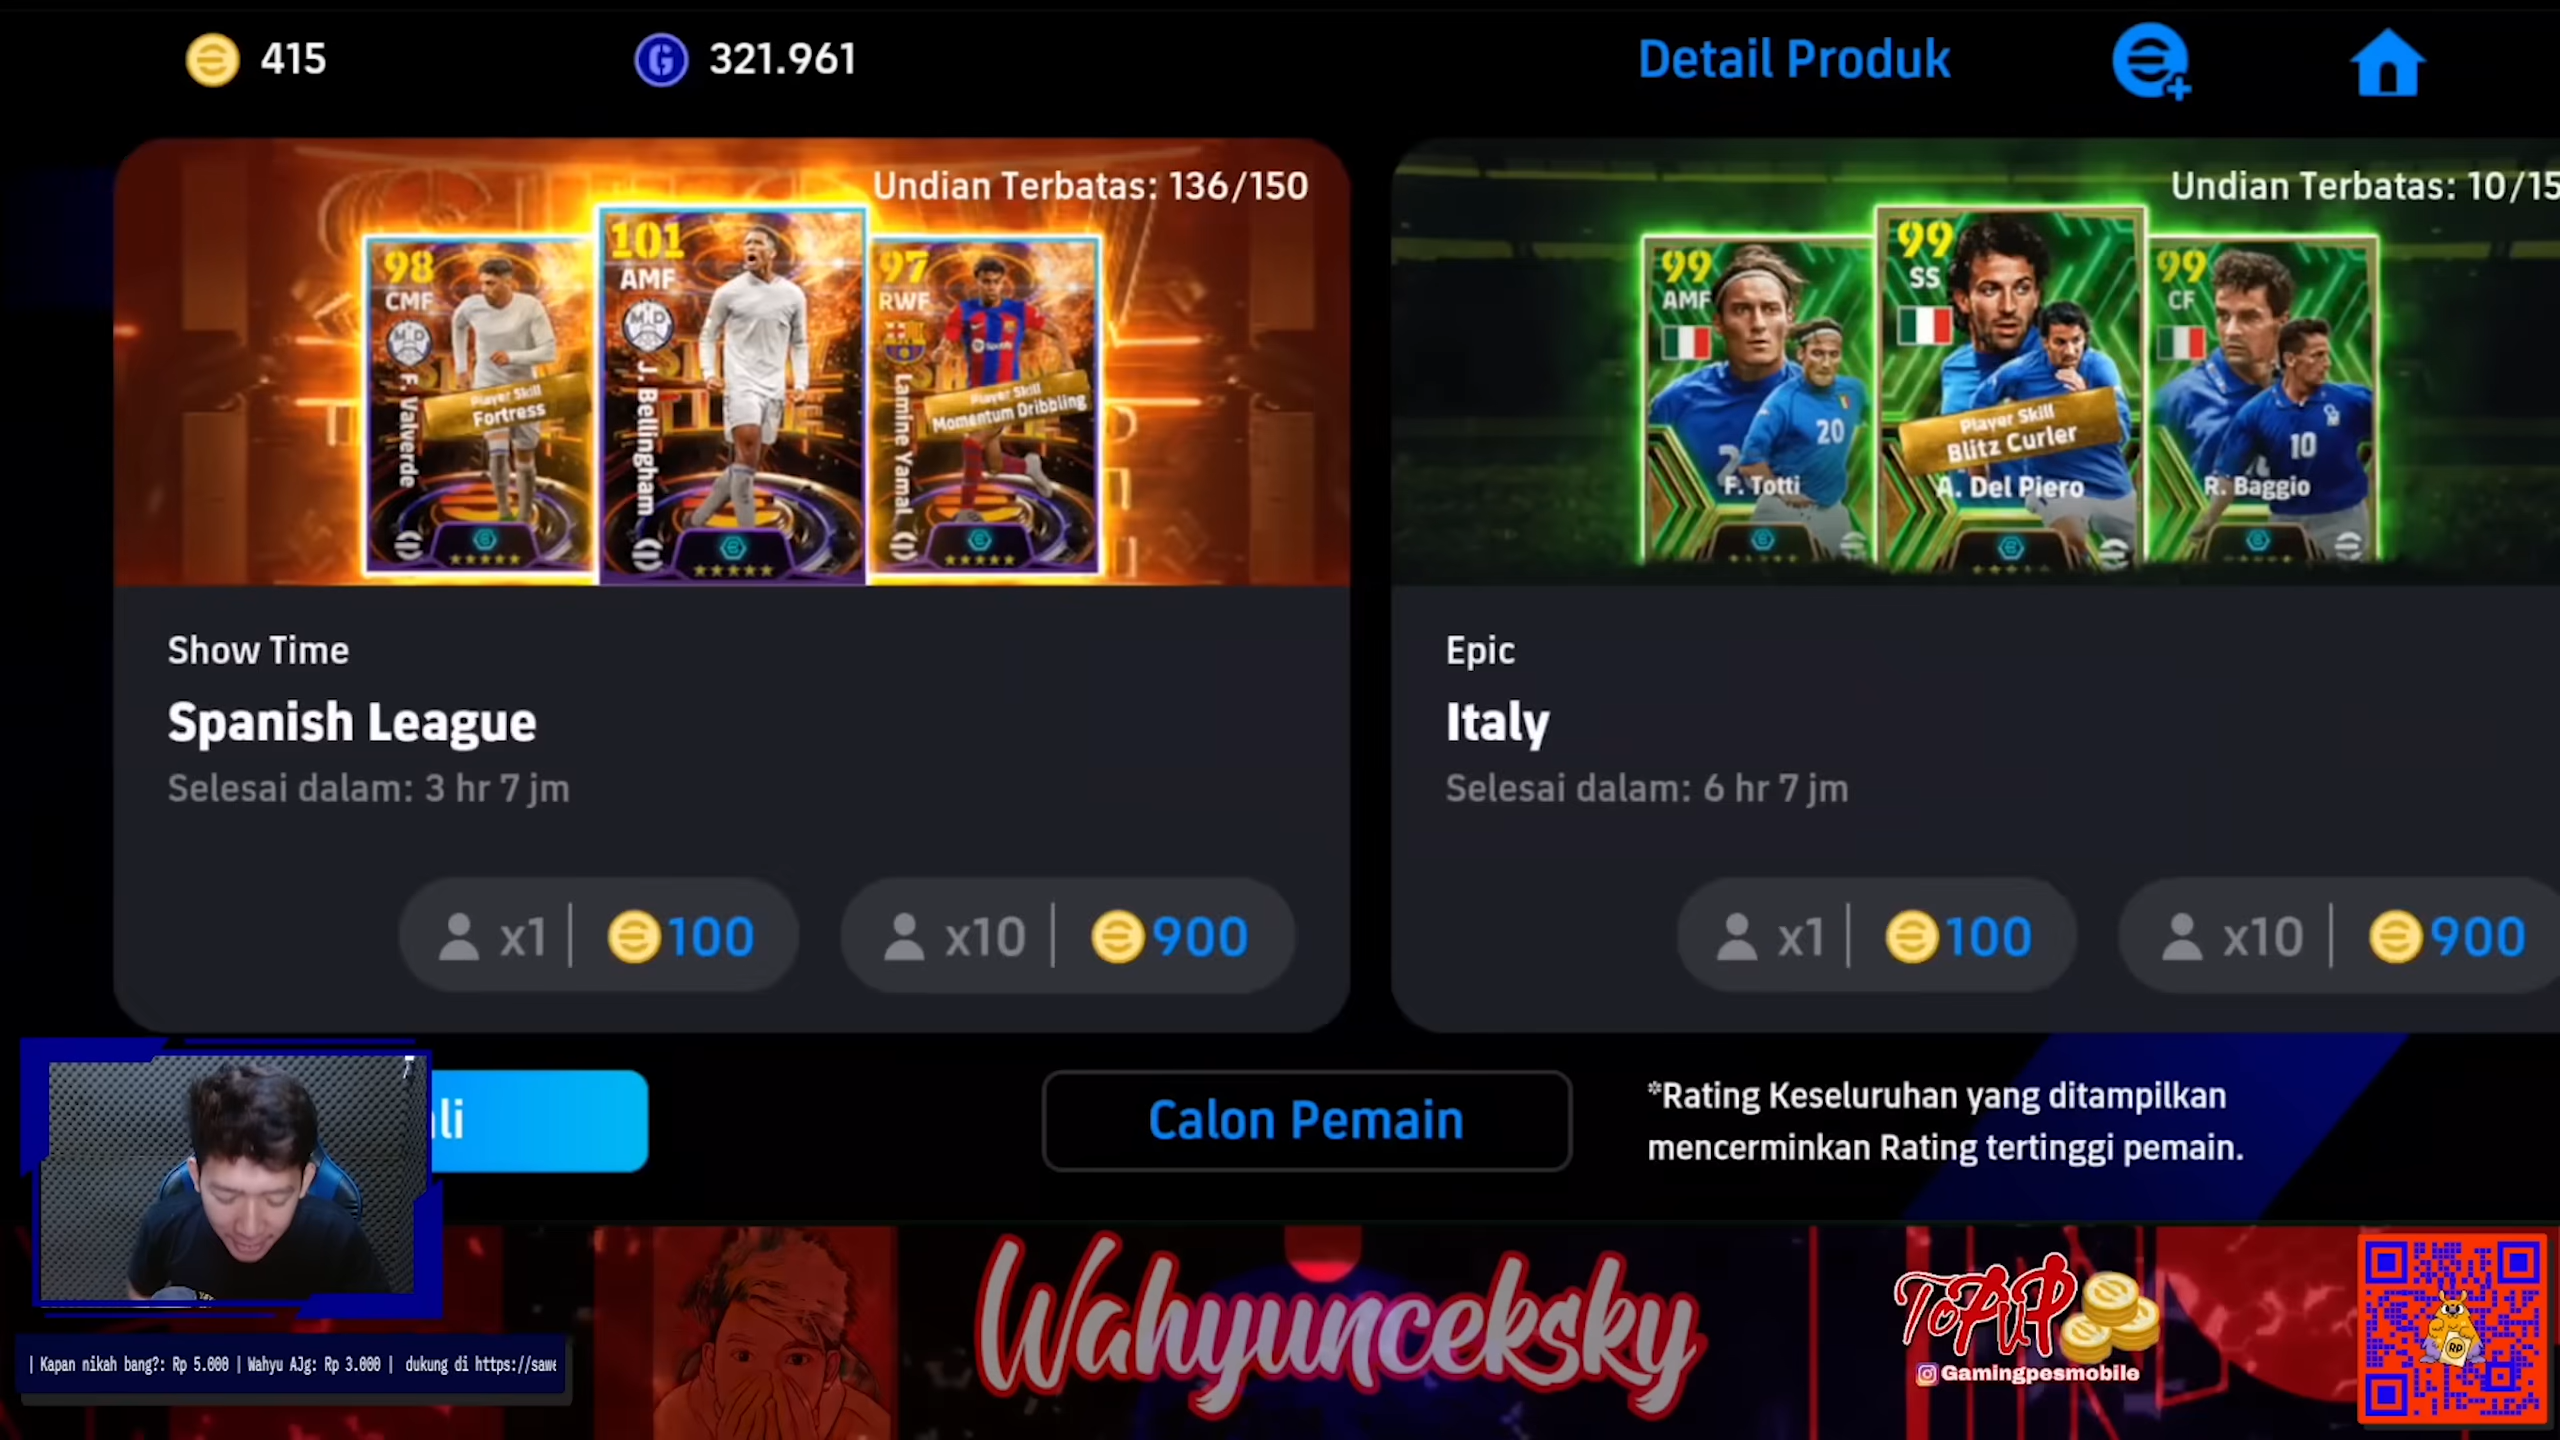 415
321.961
Detail Produk
Undian Terbatas: 136/150
98
CMF
F. Valverde
Player Skill
Fortress
101
AMF
J. Bellingham
97
RWF
Lamine Yamal
Player Skill
Momentum Dribbling
Show Time
Spanish League
Selesai dalam: 3 hr 7 jm
x1 | 100
x10 | 900
Undian Terbatas: 10/15
99
AMF
20
F. Totti
99
SS
Player Skill
Blitz Curler
A. Del Piero
99
CF
10
R. Baggio
Epic
Italy
Selesai dalam: 6 hr 7 jm
x1 | 100
x10 | 900
li
Calon Pemain
*Rating Keseluruhan yang ditampilkan
mencerminkan Rating tertinggi pemain.
| Kapan nikah bang?: Rp 5.000 | Wahyu AJg: Rp 3.000 | dukung di https://sawe
Wahyunceksky
ToPUP
Gamingpesmobile
RP